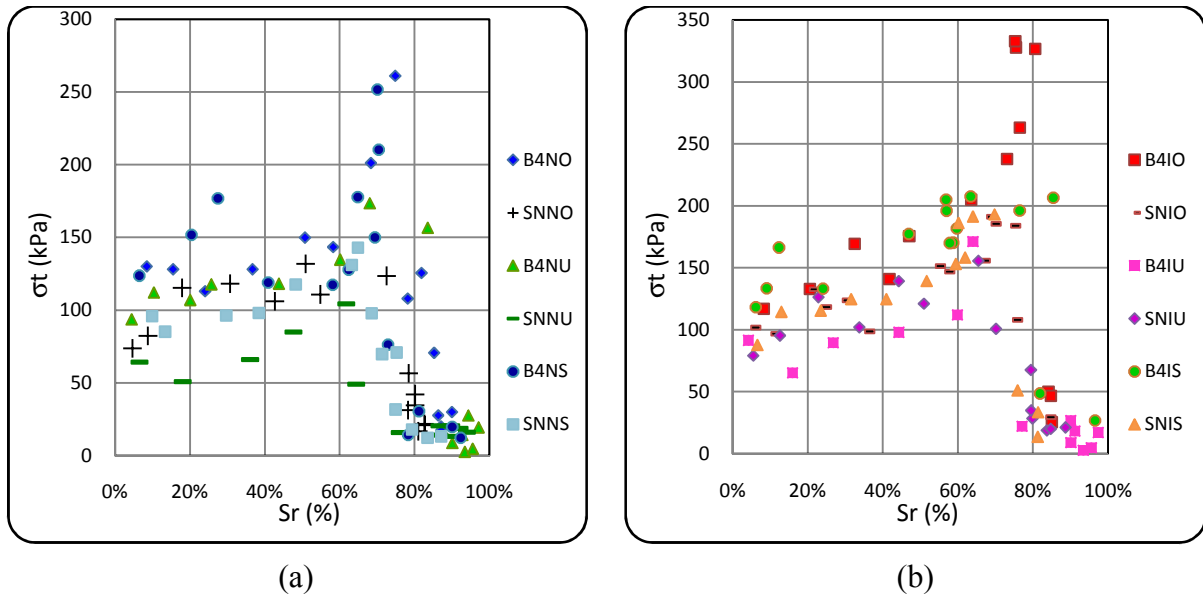 300
250
200
150
100
50
0
σt (kPa)
0% 20% 40% 60% 80% 100%
Sr (%)
B4NO
SNNO
B4NU
SNNU
B4NS
SNNS
(a)
350
300
250
200
150
100
50
0
σt (kPa)
0% 20% 40% 60% 80% 100%
Sr (%)
B4IO
SNIO
B4IU
SNIU
B4IS
SNIS
(b)